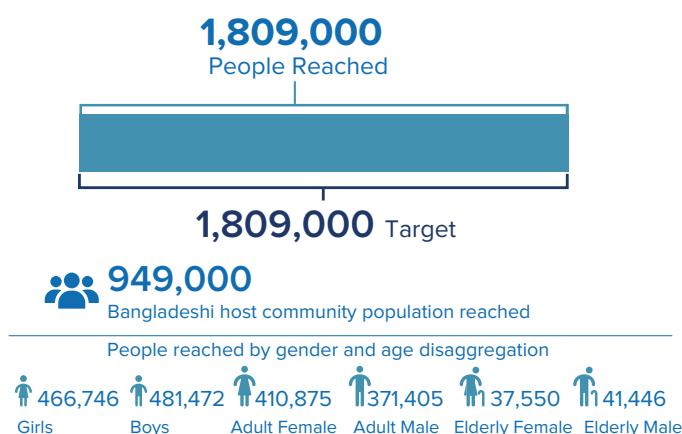 1,809,000
People Reached
1,809,000 Target
949,000
Bangladeshi host community population reached
People reached by gender and age disaggregation
466,746 481,472 410,875 371,405 37,550 41,446
Girls Boys Adult Female Adult Male Elderly Female Elderly Male